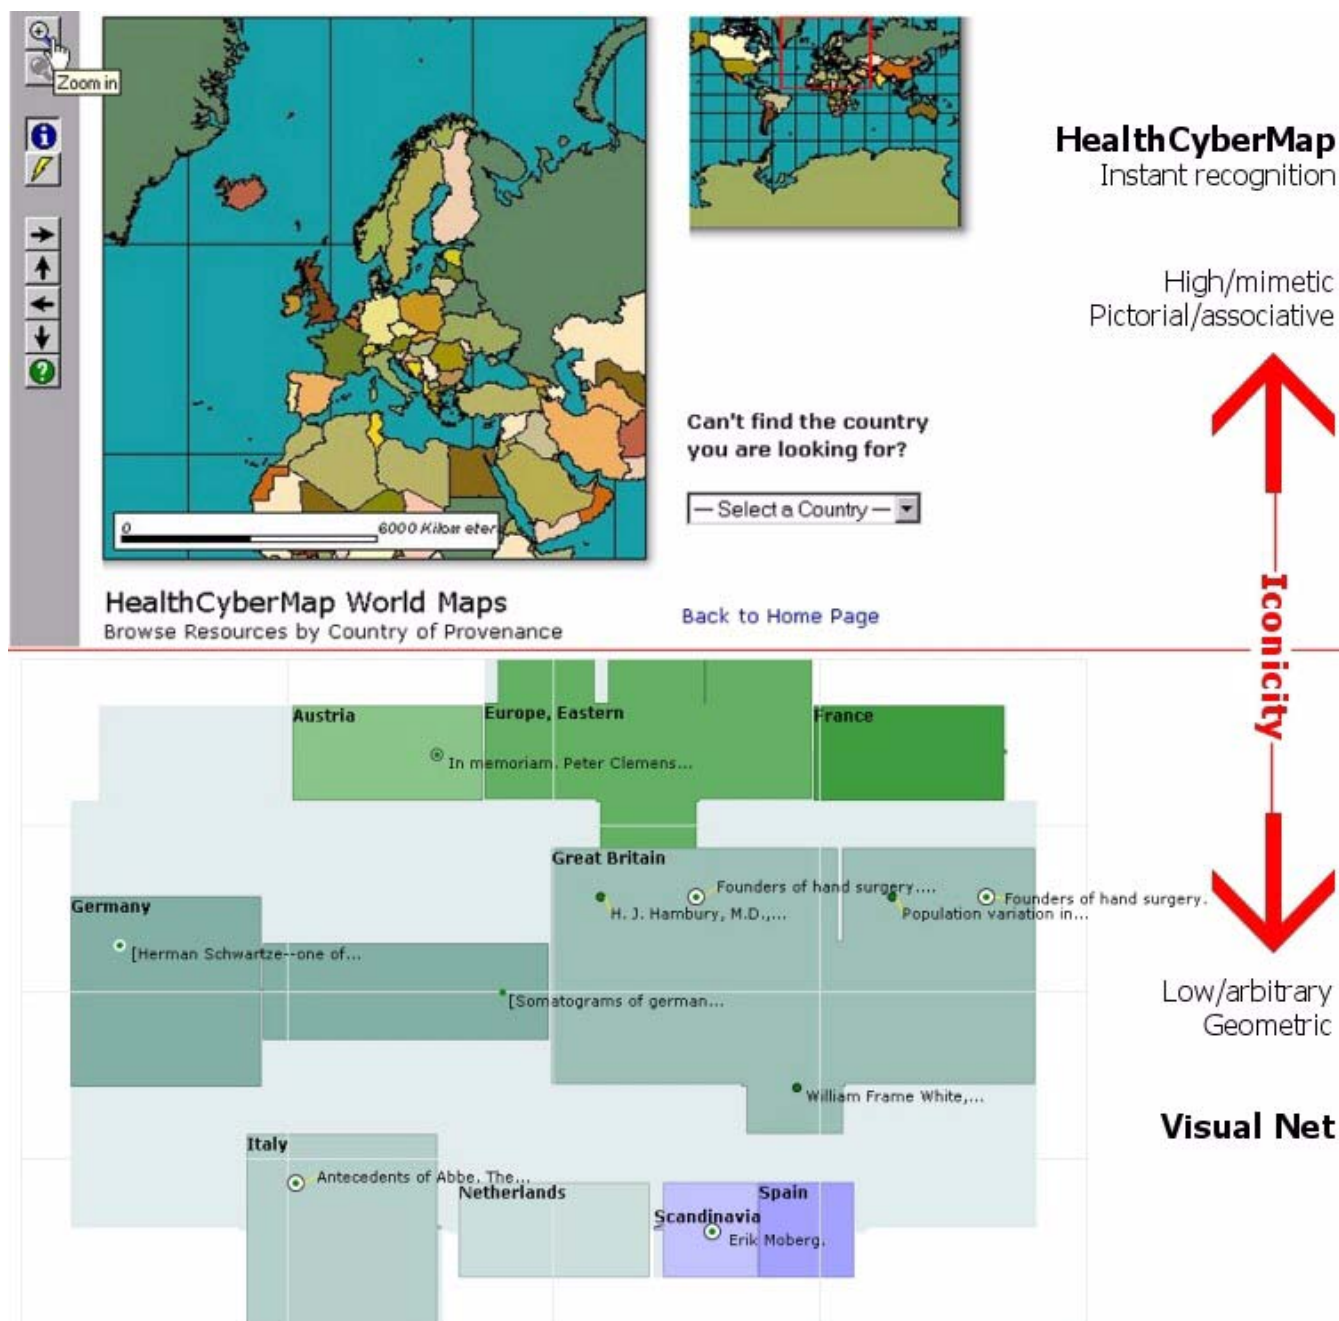 Zoom in
HealthCyberMap
Instant recognition
High/mimetic
Pictorial/associative
Can't find the country
you are looking for?
— Select a Country —
0
6000 Kilometers
HealthCyberMap World Maps
Browse Resources by Country of Provenance
Back to Home Page
Iconicity
Austria
Europe, Eastern
France
In memoriam. Peter Clemens...
Great Britain
Founders of hand surgery....
Founders of hand surgery.
H. J. Hambury, M.D.,...
Population variation in...
Germany
[Herman Schwartze--one of...
[Somatograms of german...
Low/arbitrary
Geometric
William Frame White,...
Visual Net
Italy
Antecedents of Abbe. The...
Netherlands
Spain
Scandinavia
Erik Moberg.